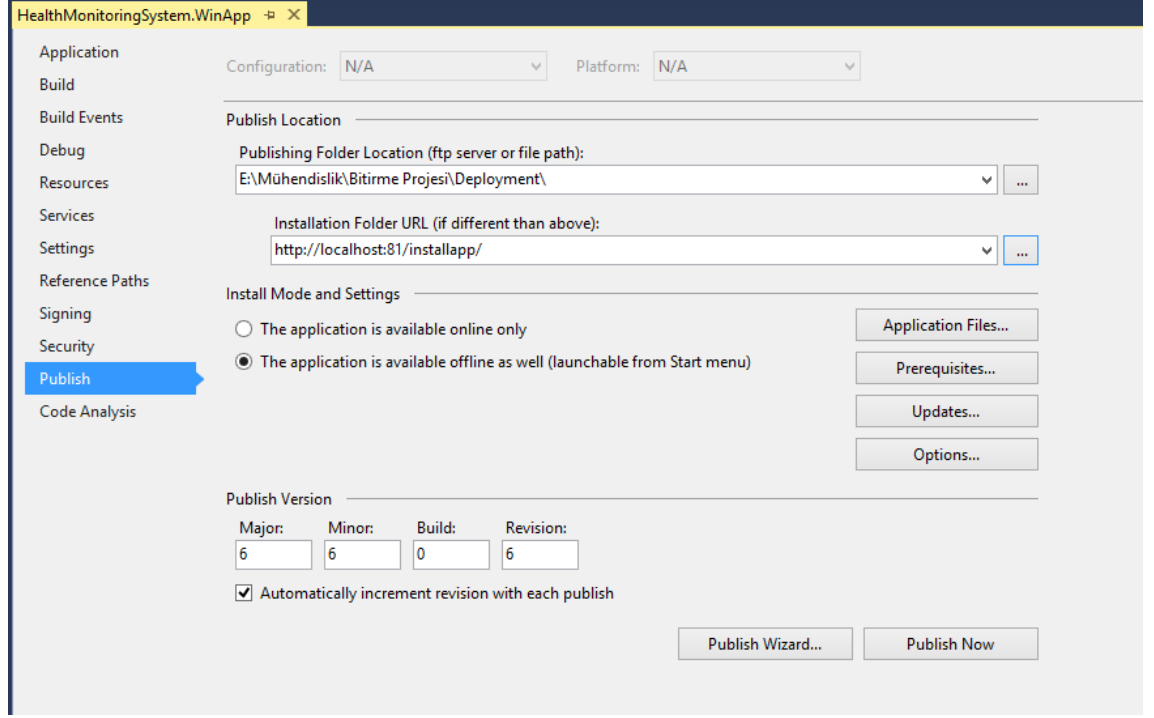 HealthMonitoringSystem.WinApp
Application
Build
Build Events
Debug
Resources
Services
Settings
Reference Paths
Signing
Security
Publish
Code Analysis
Configuration: N/A Platform: N/A
Publish Location
Publishing Folder Location (ftp server or file path):
E:\Mühendislik\Bitirme Projesi\Deployment\
...
Installation Folder URL (if different than above):
http://localhost:81/installapp/
...
Install Mode and Settings
The application is available online only
The application is available offline as well (launchable from Start menu)
Application Files...
Prerequisites...
Updates...
Options...
Publish Version
Major: Minor: Build: Revision:
6 6 0 6
Automatically increment revision with each publish
Publish Wizard... Publish Now